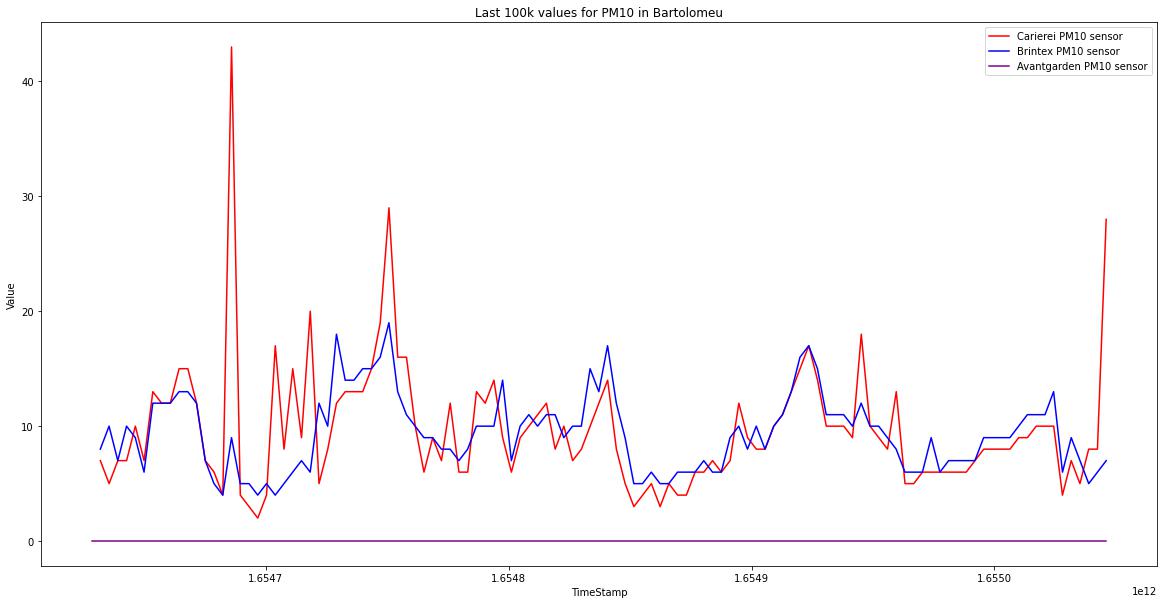 Last 100k values for PM10 in Bartolomeu
Carierei PM10 sensor
Brintex PM10 sensor
Avantgarden PM10 sensor
Value
40
30
20
10
0
1.6547
1.6548
1.6549
1.6550
1e12
TimeStamp